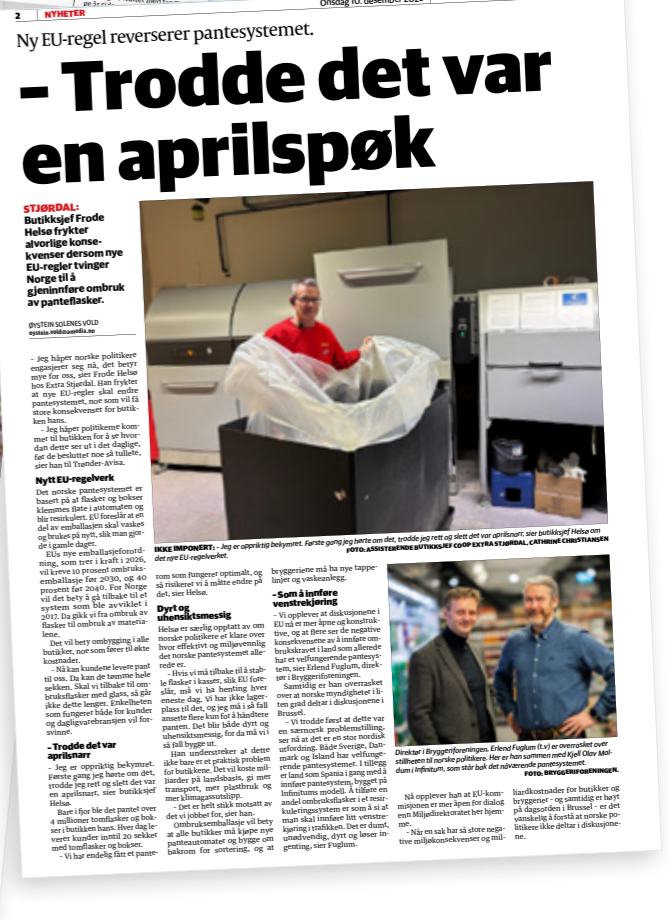 2 NYHETER
Onsdag 10. desember
Ny EU-regel reverserer pantesystemet.
– Trodde det var
en aprilspøk
STJØRDAL:
Butikksjef Frode
Helsø frykter
alvorlige konse-
kvenser dersom nye
EU-regler tvinger
Norge til å
gjeninnføre ombruk
av panteflasker.
ØYSTEIN SOLENES VOLD
oystein.vold@amedia.no
– Jeg håper norske politikere
engasjerer seg nå, det betyr
mye for oss, sier Frode Helsø
hos Extra Stjørdal. Han frykter
at nye EU-regler skal endre
pantesystemet, noe som vil få
store konsekvenser for butik-
ken hans.
– Jeg håper politikerne kom-
mer til butikken for å se hvor-
dan dette ser ut i det daglige,
før de beslutter noe så tullete,
sier han til Trønder-Avisa.
Nytt EU-regelverk
Det norske pantesystemet er
basert på at flasker og bokser
klemmes flate i automaten og
blir resirkulert. EU foreslår at en
del av emballasjen skal vaskes
og brukes på nytt, slik man gjor-
de i gamle dager.
EUs nye emballasjeforord-
ning, som trer i kraft i 2026,
vil kreve 10 prosent ombruks-
emballasje før 2030, og 40
prosent før 2040. For Norge
vil det bety å gå tilbake til et
system som ble avviklet i
2017. Da gikk vi fra ombruk av
flasker til ombruk av materia-
lene.
Det vil bety ombygging i alle
butikker, noe som fører til økte
kostnader.
– Nå kan kundene levere pant
til oss. Da kan de tømme hele
sekken. Skal vi tilbake til om-
bruksflasker med glass, så går
ikke dette lenger. Enkelheten
som fungerer både for kunder
og dagligvarebransjen vil for-
svinne.
– Trodde det var
aprilsnarr
– Jeg er oppriktig bekymret.
Første gang jeg hørte om det,
trodde jeg rett og slett det var
en aprilsnarr, sier butikksjef
Helsø.
Bare i fjor ble det pantet over
4 millioner tomflasker og bok-
ser i butikken hans. Hver dag le-
verer kunder inntil 20 sekker
med tomflasker og bokser.
– Vi har endelig fått et pante-
IKKE IMPONERT: – Jeg er oppriktig bekymret. Første gang jeg hørte om det, trodde jeg rett og slett det var aprilsnarr, sier butikksjef Helsø om
det nye EU-regelverket.
FOTO: ASSISTERENDE BUTIKKSJEF COOP EXTRA STJØRDAL, CATHRINE CHRISTIANSEN
rom som fungerer optimalt, og
så risikerer vi å måtte endre på
det, sier Helsø.
Dyrt og
uhensiktsmessig
Helsø er særlig opptatt av om
norske politikere er klare over
hvor effektivt og miljøvennlig
det norske pantesystemet alle-
rede er.
– Hvis vi må tilbake til å stab-
le flasker i kasser, slik EU fore-
slår, må vi ha henting hver
eneste dag. Vi har ikke lager-
plass til det, og jeg må i så fall
ansette flere kun for å håndtere
panten. Det blir både dyrt og
uhensiktsmessig, for da må vi i
så fall bygge ut.
Han understreker at dette
ikke bare er et praktisk problem
for butikkene. Det vil koste mil-
liarder på landsbasis, gi mer
transport, mer plastbruk og
mer klimagassutslipp.
– Det er helt stikk motsatt av
det vi jobbet for, sier han.
Ombruksemballasje vil bety
at alle butikker må kjøpe nye
panteautomater og bygge om
bakrom for sortering, og at
bryggeriene må ha nye tappe-
linjer og vaskeanlegg.
– Som å innføre
venstrekjøring
– Vi opplever at diskusjonene i
EU nå er mer åpne og konstruk-
tive, og at flere ser de negative
konsekvensene av å innføre om-
brukskravet i land som allerede
har et velfungerende pantesys-
tem, sier Erlend Fuglum, direk-
tør i Bryggeriforeningen.
Samtidig er han overrasket
over at norske myndigheter i li-
ten grad deltar i diskusjonene i
Brussel.
– Vi trodde først at dette var
en særnorsk problemstilling,
ser nå at det er en stor nordisk
utfordring. Både Sverige, Dan-
mark og Island har velfunge-
rende pantesystemer. I tillegg
er land som Spania i gang med å
innføre pantesystem, bygget på
Infinitums modell. Å tilføre en
andel ombruksflasker i et resir-
kuleringssystem er som å si at
man skal innføre litt venstre-
kjøring i trafikken. Det er dumt,
unødvendig, dyrt og løser in-
genting, sier Fuglum.
Direktør i Bryggeriforeningen, Erlend Fuglum (t.v) er overrasket over
stillheten til norske politikere. Her er han sammen med Kjell Olav Mal-
dum i Infinitum, som står bak det nåværende pantesystemet.
FOTO: BRYGGERIFORENINGEN.
Nå opplever han at EU-kom-
misjonen er mer åpen for dialog
enn Miljødirektoratet her hjem-
me.
– Når en sak har så store nega-
tive miljøkonsekvenser og mil-
liardkostnader for butikker og
bryggerier – og samtidig er høyt
på dagsorden i Brussel – er det
vanskelig å forstå at norske po-
litikere ikke deltar i diskusjone-
ne.